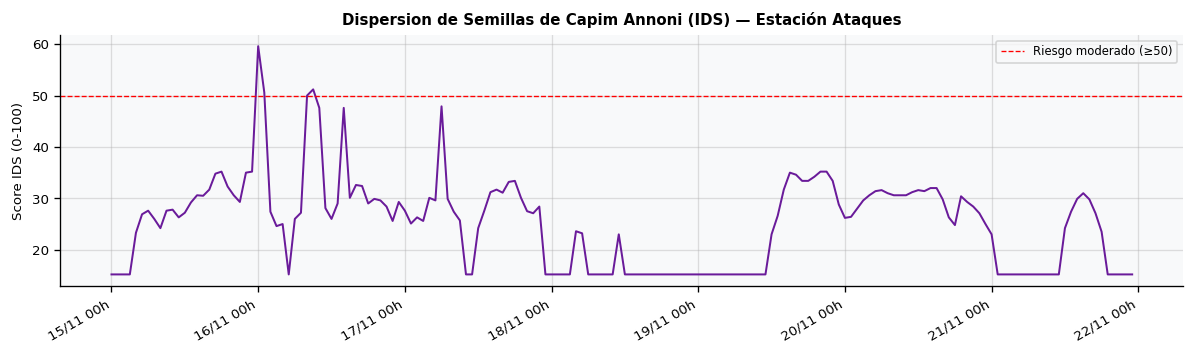 Dispersion de Semillas de Capim Annoni (IDS) — Estación Ataques
Riesgo moderado (≥50)
Score IDS (0-100)
60
50
40
30
20
15/11 00h
16/11 00h
17/11 00h
18/11 00h
19/11 00h
20/11 00h
21/11 00h
22/11 00h